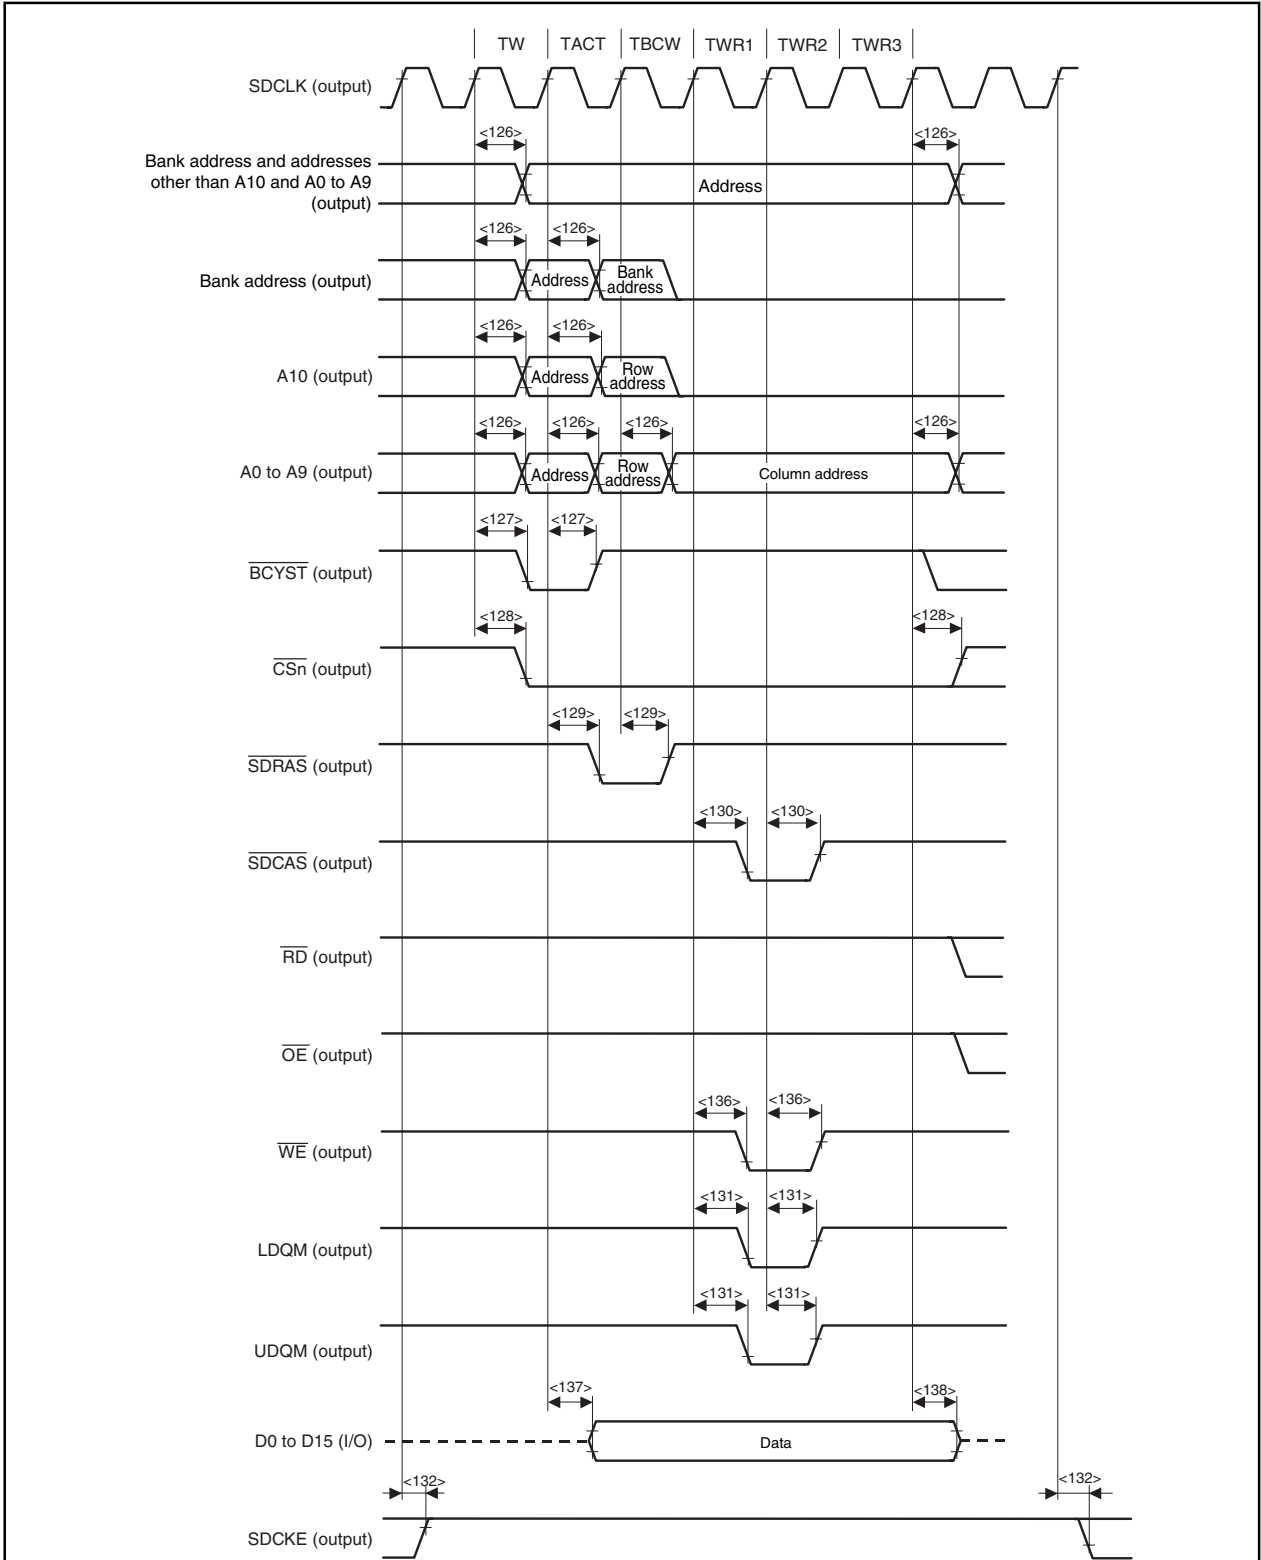 TW TACT TBCW TWR1 TWR2 TWR3
SDCLK (output)
<126> <126>
Bank address and addresses
other than A10 and A0 to A9
(output)
Address
<126> <126>
Bank address (output)
Address
Bank
address
<126> <126>
A10 (output)
Address
Row
address
<126> <126> <126> <126>
A0 to A9 (output)
Address
Row
address
Column address
<127> <127>
BCYST (output)
<128> <128>
CSn (output)
<129> <129>
SDRAS (output)
<130> <130>
SDCAS (output)
RD (output)
OE (output)
<136> <136>
WE (output)
<131> <131>
LDQM (output)
<131> <131>
UDQM (output)
<137> <138>
D0 to D15 (I/O)
Data
<132> <132>
SDCKE (output)